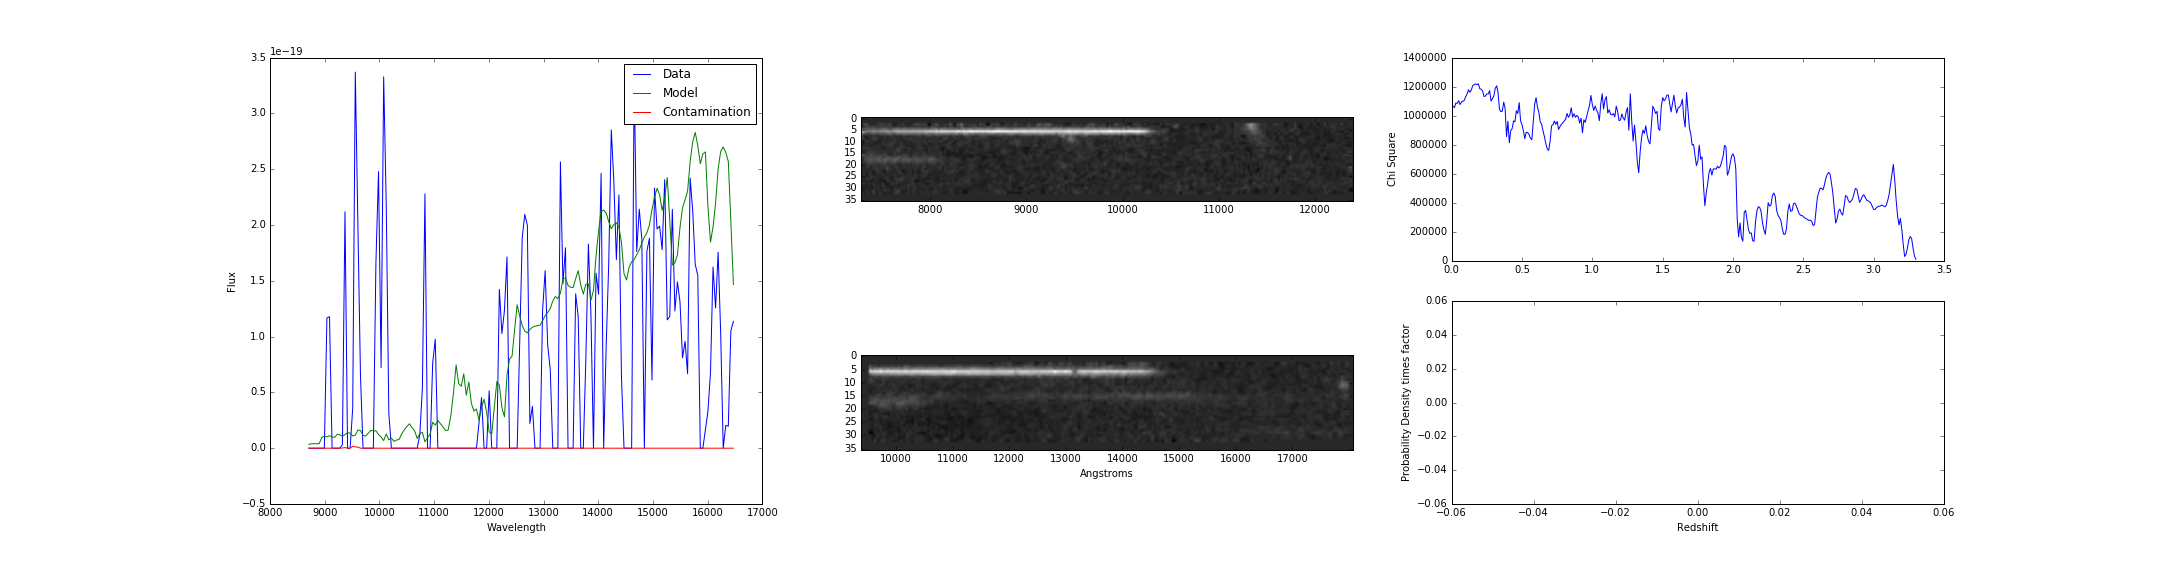 1e−19
3.5
3.0
2.5
2.0
1.5
1.0
0.5
0.0
−0.5
Flux
8000 9000 10000 11000 12000 13000 14000 15000 16000 17000
Wavelength
Data
Model
Contamination
0
5
10
15
20
25
30
35
8000 9000 10000 11000 12000
0
5
10
15
20
25
30
35
10000 11000 12000 13000 14000 15000 16000 17000
Angstroms
1400000
1200000
1000000
800000
600000
400000
200000
0
Chi Square
0.0 0.5 1.0 1.5 2.0 2.5 3.0 3.5
0.06
0.04
0.02
0.00
−0.02
−0.04
−0.06
Probability Density times factor
−0.06 −0.04 −0.02 0.00 0.02 0.04 0.06
Redshift